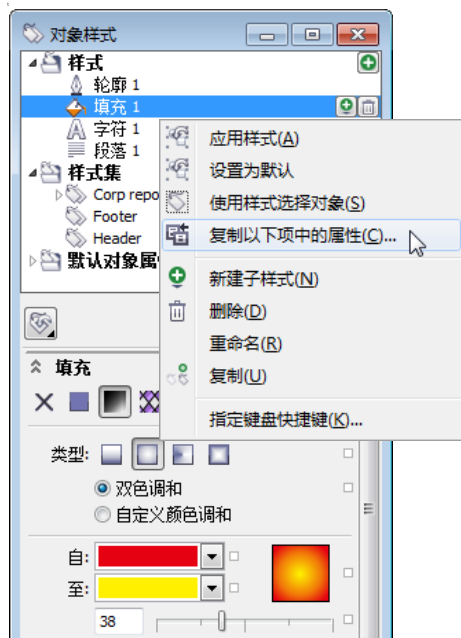 对象样式
样式
轮廓 1
填充 1
字符 1
段落 1
样式集
Corp repo
Footer
Header
默认对象属
应用样式(A)
设置为默认
使用样式选择对象(S)
复制以下项中的属性(C)...
新建子样式(N)
删除(D)
重命名(R)
复制(U)
指定键盘快捷键(K)...
填充
类型:
双色调和
自定义颜色调和
自:
至:
38